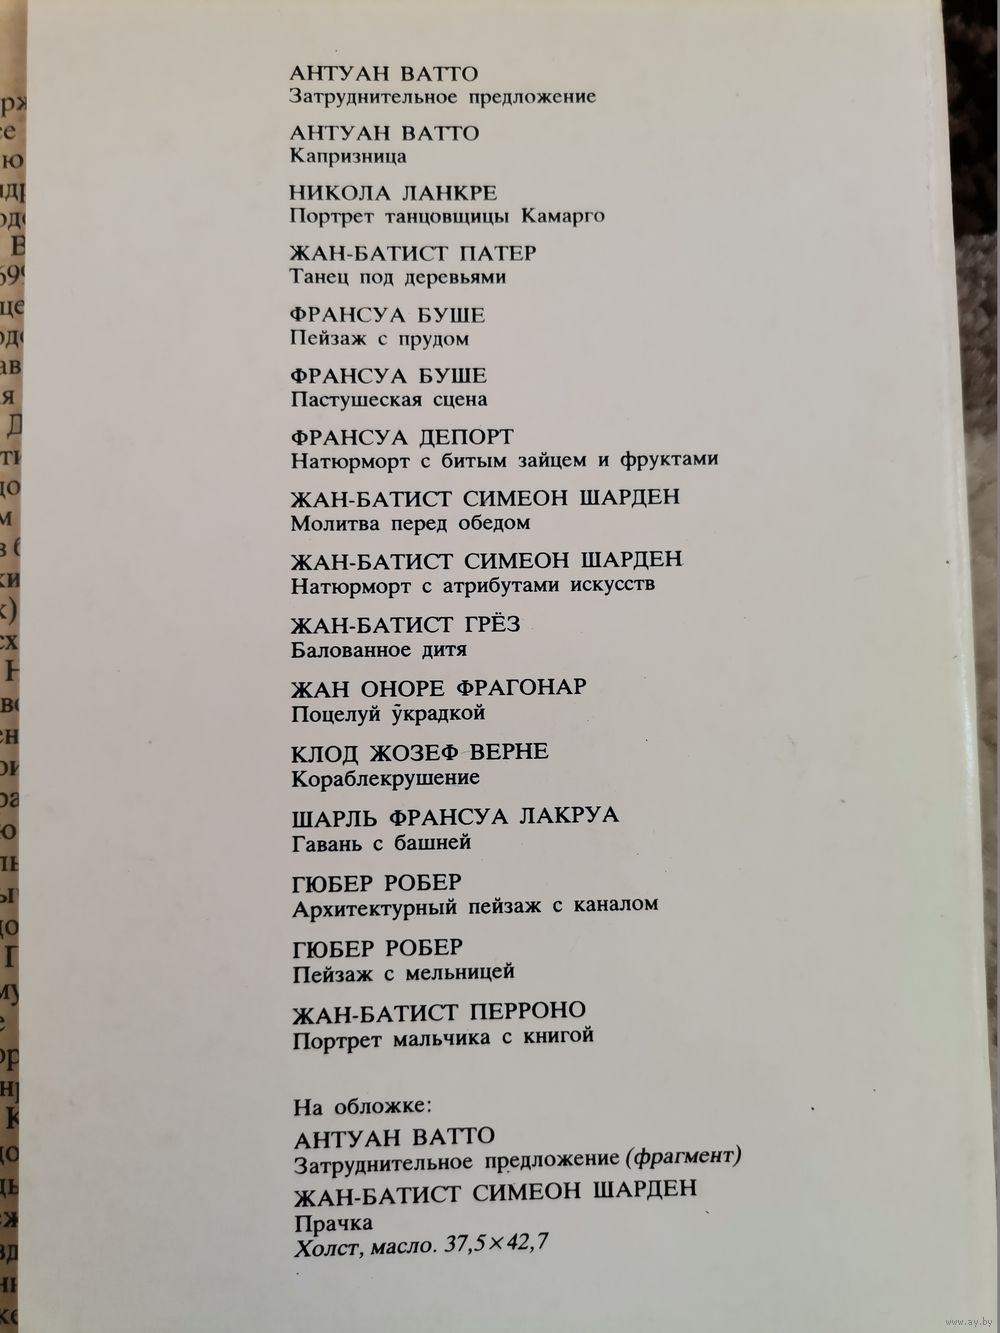 АНТУАН ВАТТО
Затруднительное предложение
АНТУАН ВАТТО
Капризница
НИКОЛА ЛАНКРЕ
Портрет танцовщицы Камарго
ЖАН-БАТИСТ ПАТЕР
Танец под деревьями
ФРАНСУА БУШЕ
Пейзаж с прудом
ФРАНСУА БУШЕ
Пастушеская сцена
ФРАНСУА ДЕПОРТ
Натюрморт с битым зайцем и фруктами
ЖАН-БАТИСТ СИМЕОН ШАРДЕН
Молитва перед обедом
ЖАН-БАТИСТ СИМЕОН ШАРДЕН
Натюрморт с атрибутами искусств
ЖАН-БАТИСТ ГРЁЗ
Балованное дитя
ЖАН ОНОРЕ ФРАГОНАР
Поцелуй украдкой
КЛОД ЖОЗЕФ ВЕРНЕ
Кораблекрушение
ШАРЛЬ ФРАНСУА ЛАКРУА
Гавань с башней
ГЮБЕР РОБЕР
Архитектурный пейзаж с каналом
ГЮБЕР РОБЕР
Пейзаж с мельницей
ЖАН-БАТИСТ ПЕРРОНО
Портрет мальчика с книгой
На обложке:
АНТУАН ВАТТО
Затруднительное предложение (фрагмент)
ЖАН-БАТИСТ СИМЕОН ШАРДЕН
Прачка
Холст, масло. 37,5×42,7
www.ay.by